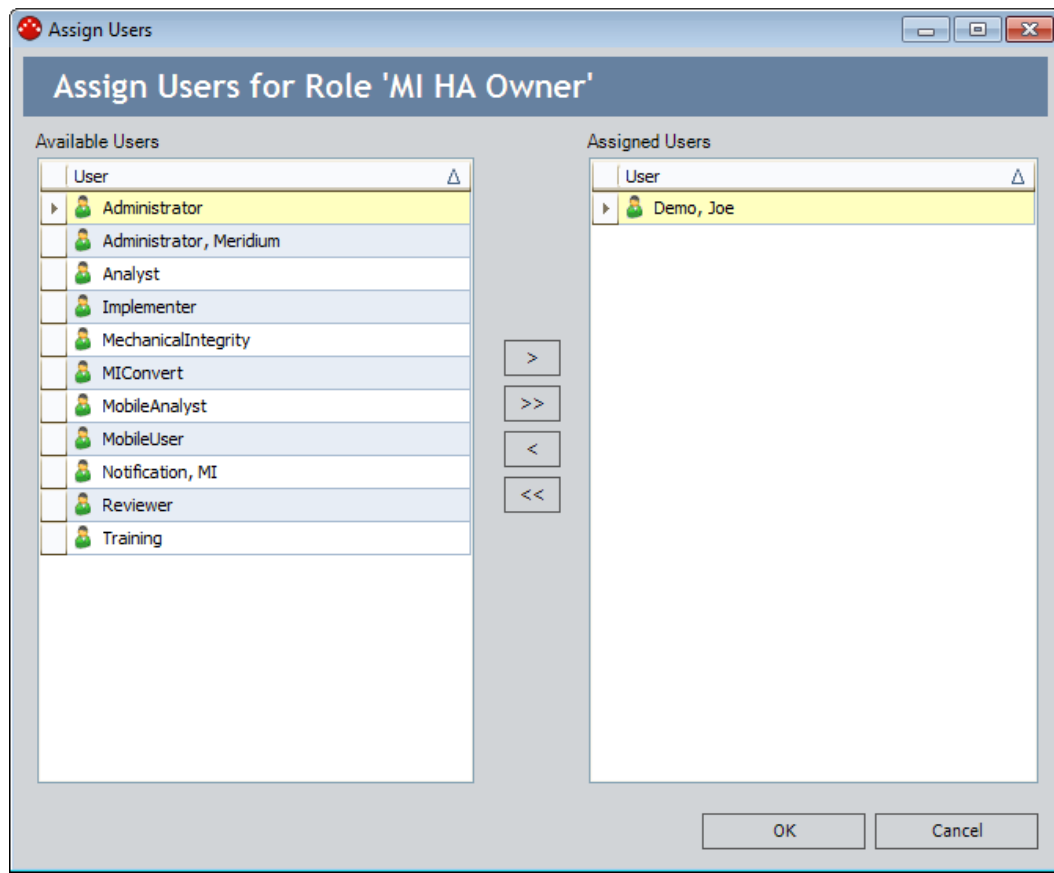 Assign Users
Assign Users for Role 'MI HA Owner'
Available Users
User
Administrator
Administrator, Meridium
Analyst
Implementer
MechanicalIntegrity
MIConvert
MobileAnalyst
MobileUser
Notification, MI
Reviewer
Training
>
>>
<
<<
Assigned Users
User
Demo, Joe
OK Cancel